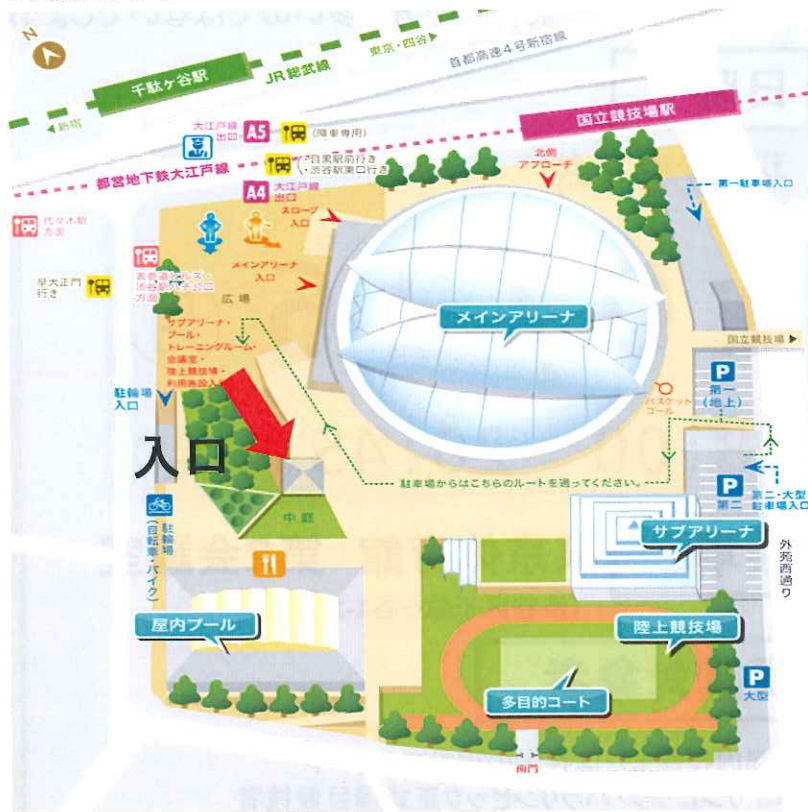 N
千駄ヶ谷駅
JR 総武線
東京・四谷▶
首都高速4号新宿線
◀新宿
大江戸線
出口 A5
(降車専用)
国立競技場駅
都営地下鉄大江戸線
目黒駅前行き
・渋谷駅東口行き
A4 大江戸線
出口
北側
アプローチ
第一駐車場入口
代々木駅
方面
スロープ
入口
メインアリーナ
入口
早大正門
行き
表参道ヒルズ・
渋谷駅ハチ公口
方面
広場
メインアリーナ
サブアリーナ・
プール・
トレーニングルーム・
会議室・
陸上競技場・
利用施設入口
国立競技場 ▶
P
第一
(地上)
バスケット
ゴール
駐輪場
入口
入口
駐車場からはこちらのルートを通ってください。
P
第二
第二・大型
駐車場入口
中庭
サブアリーナ
駐輪場
(自転車・バイク)
外苑西通り
屋内プール
陸上競技場
多目的コート
P
大型
南門